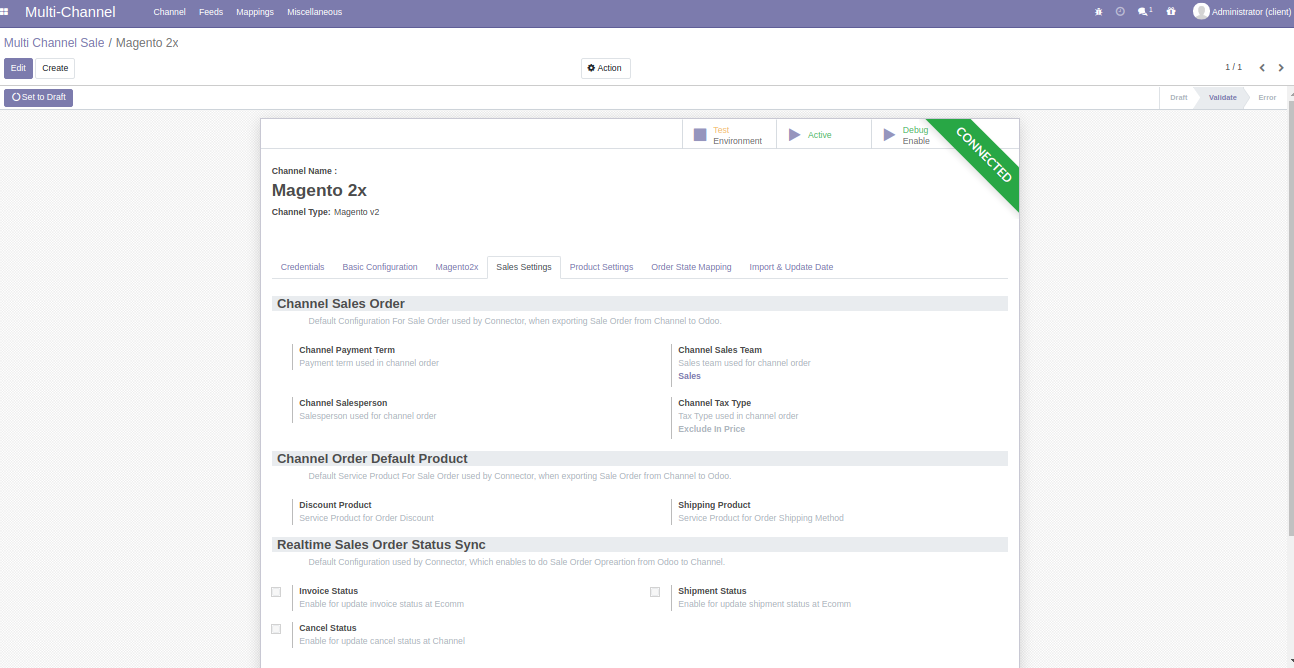 Multi-Channel Channel Feeds Mappings Miscellaneous 1 Administrator (client)
Multi Channel Sale / Magento 2x
Edit Create Action 1 / 1
Set to Draft Draft Validate Error
Test Environment
Active
Debug Enable
CONNECTED
Channel Name :
Magento 2x
Channel Type: Magento v2
Credentials Basic Configuration Magento2x Sales Settings Product Settings Order State Mapping Import & Update Date
Channel Sales Order
Default Configuration For Sale Order used by Connector, when exporting Sale Order from Channel to Odoo.
Channel Payment Term
Payment term used in channel order
Channel Sales Team
Sales team used for channel order
Sales
Channel Salesperson
Salesperson used for channel order
Channel Tax Type
Tax Type used in channel order
Exclude In Price
Channel Order Default Product
Default Service Product For Sale Order used by Connector, when exporting Sale Order from Channel to Odoo.
Discount Product
Service Product for Order Discount
Shipping Product
Service Product for Order Shipping Method
Realtime Sales Order Status Sync
Default Configuration used by Connector, Which enables to do Sale Order Opreartion from Odoo to Channel.
Invoice Status
Enable for update invoice status at Ecomm
Shipment Status
Enable for update shipment status at Ecomm
Cancel Status
Enable for update cancel status at Channel